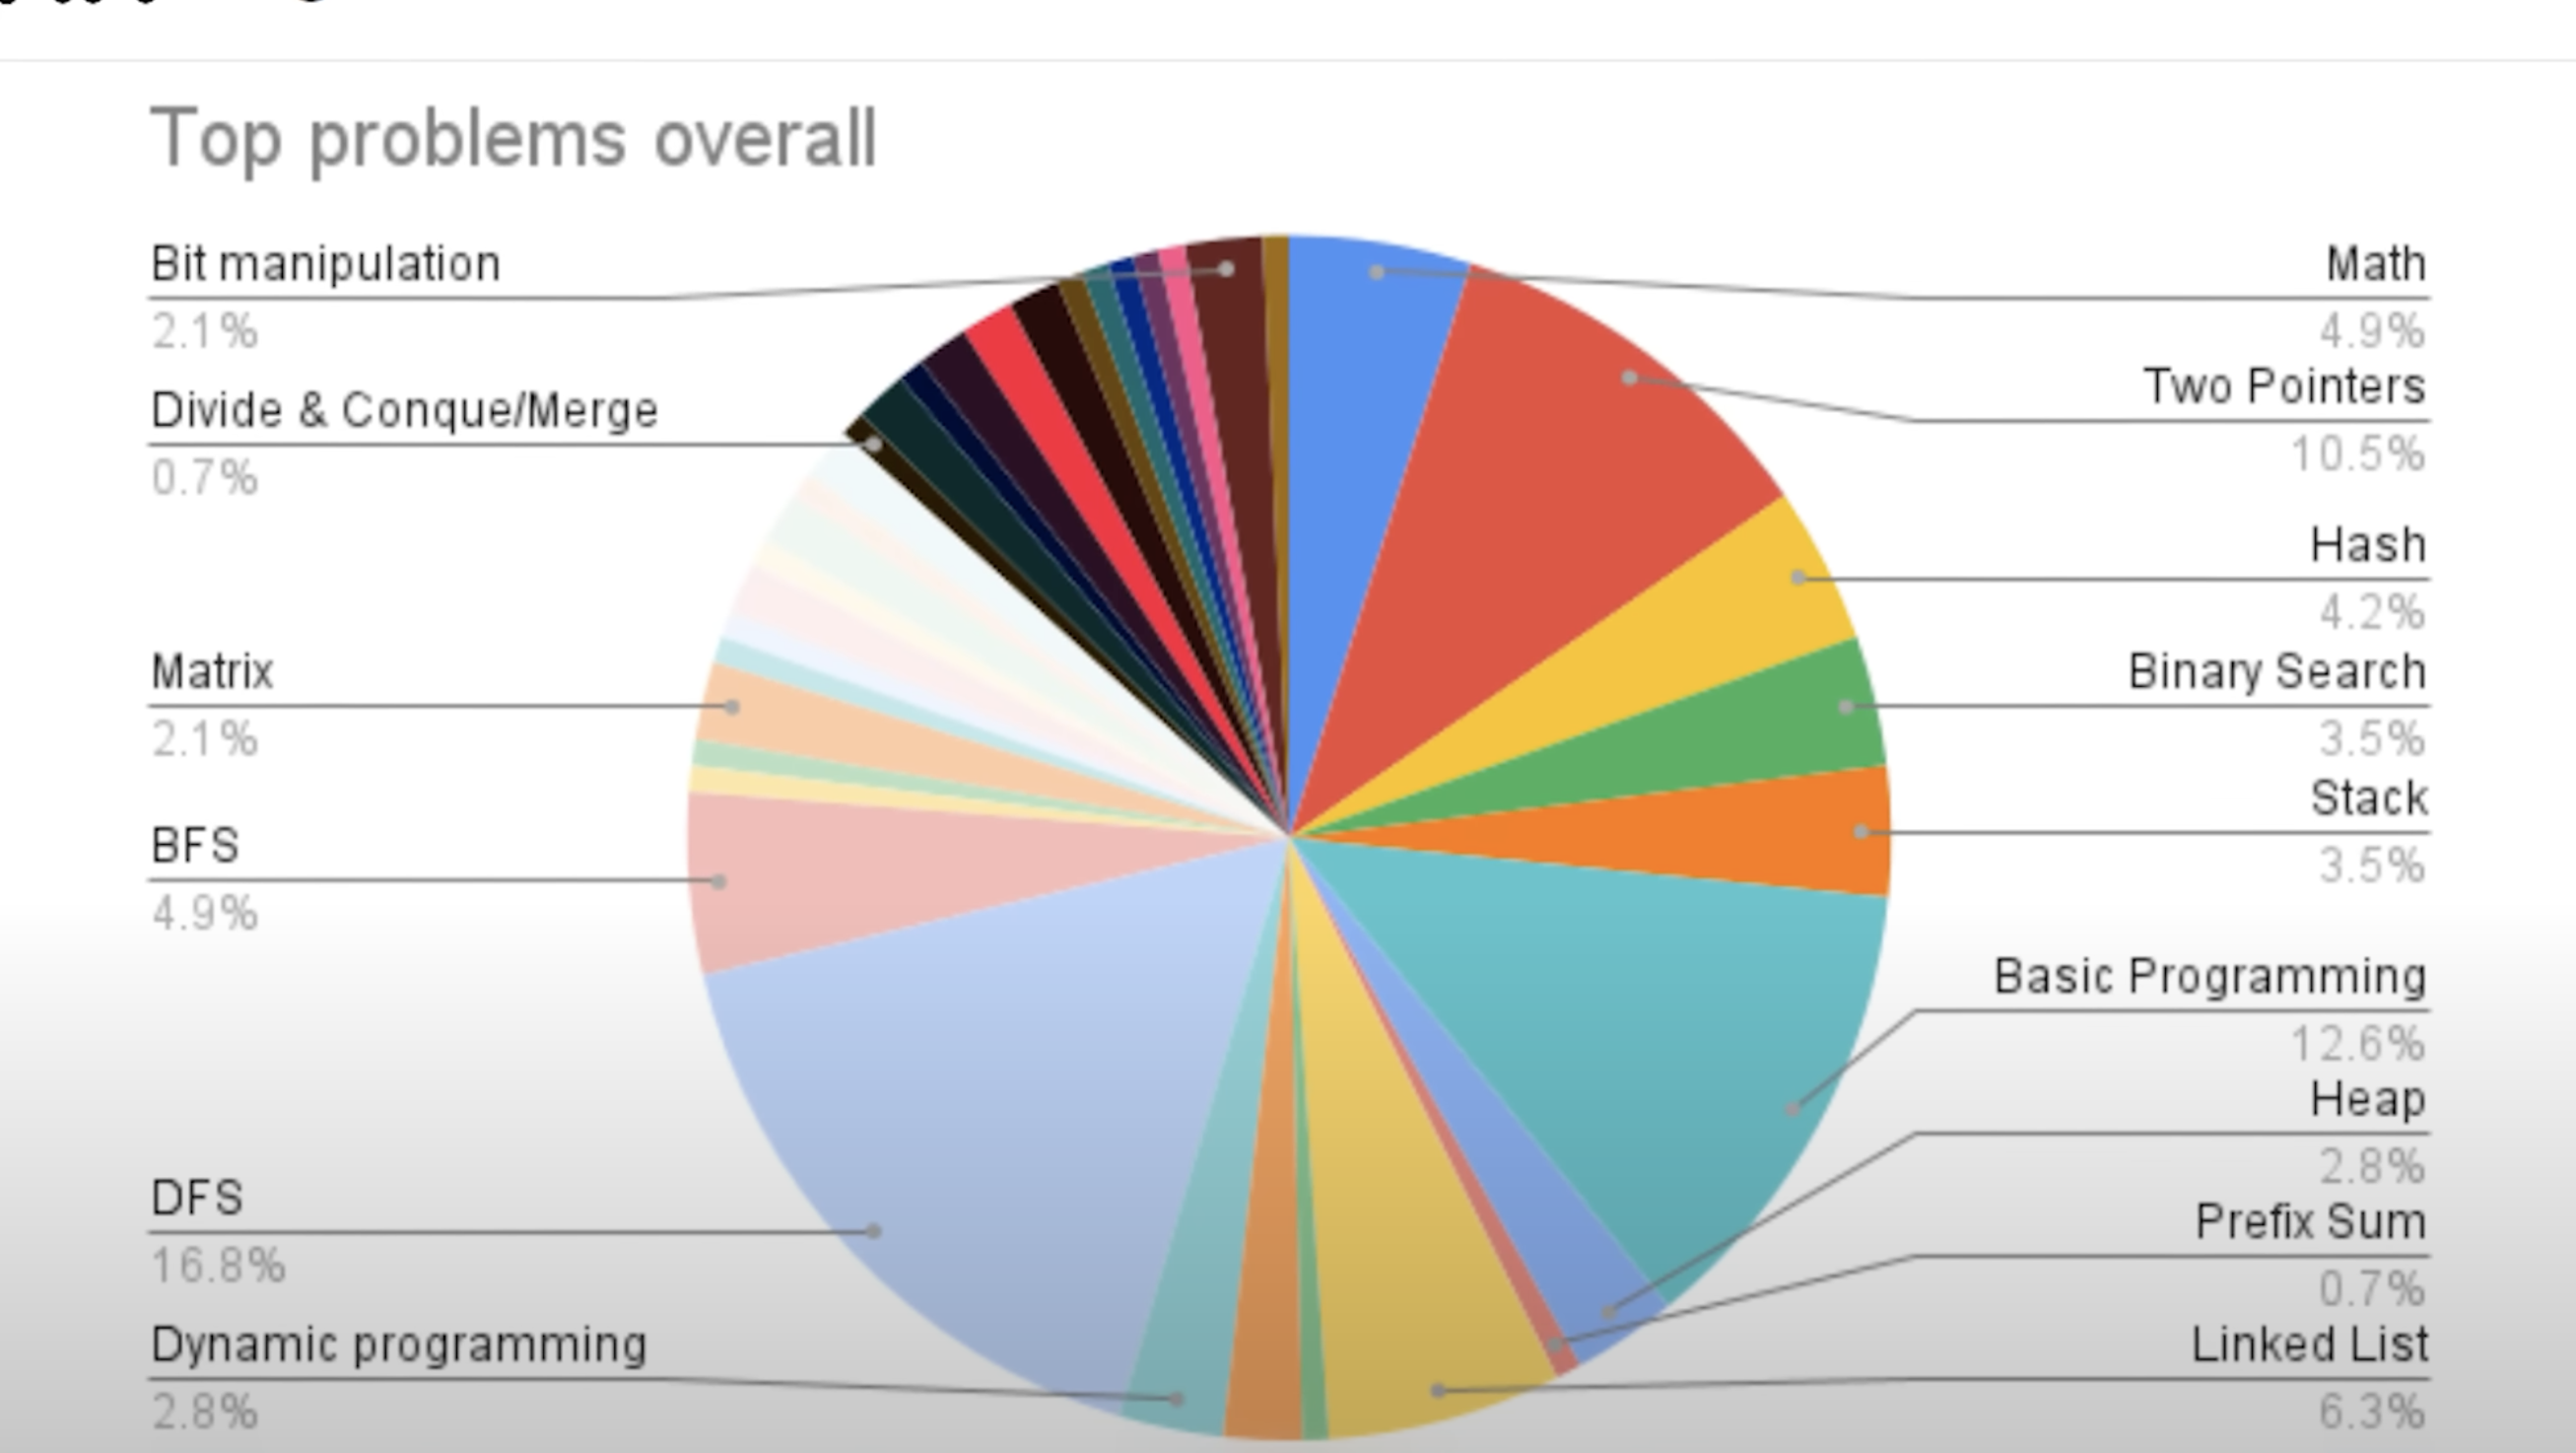 Top problems overall
Bit manipulation
2.1%
Divide & Conque/Merge
0.7%
Matrix
2.1%
BFS
4.9%
DFS
16.8%
Dynamic programming
2.8%
Math
4.9%
Two Pointers
10.5%
Hash
4.2%
Binary Search
3.5%
Stack
3.5%
Basic Programming
12.6%
Heap
2.8%
Prefix Sum
0.7%
Linked List
6.3%